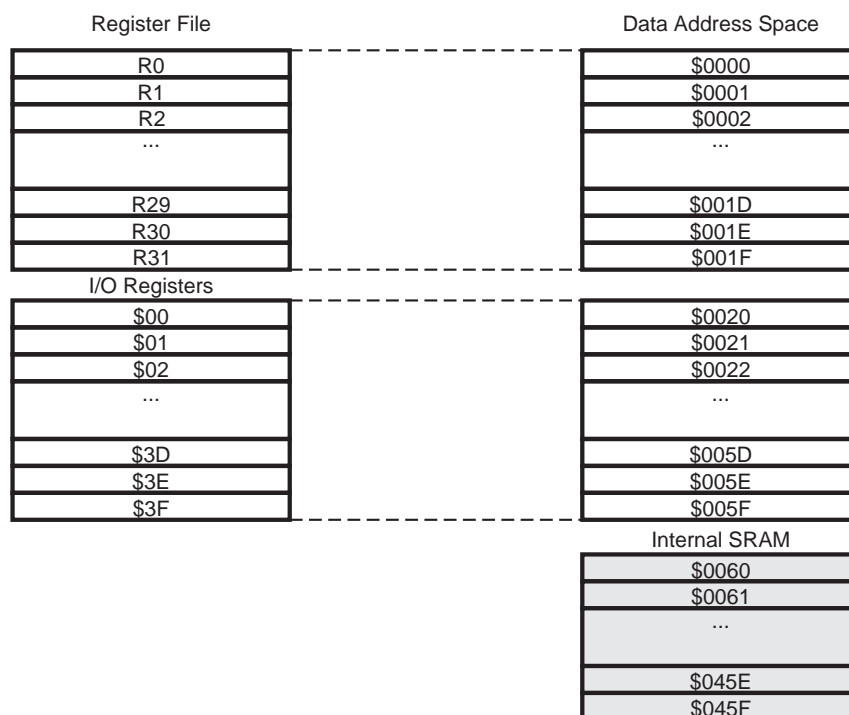 Register File Data Address Space
R0 $0000
R1 $0001
R2 $0002
... ...
R29 $001D
R30 $001E
R31 $001F
I/O Registers
$00 $0020
$01 $0021
$02 $0022
... ...
$3D $005D
$3E $005E
$3F $005F
Internal SRAM
$0060
$0061
...
$045E
$045F